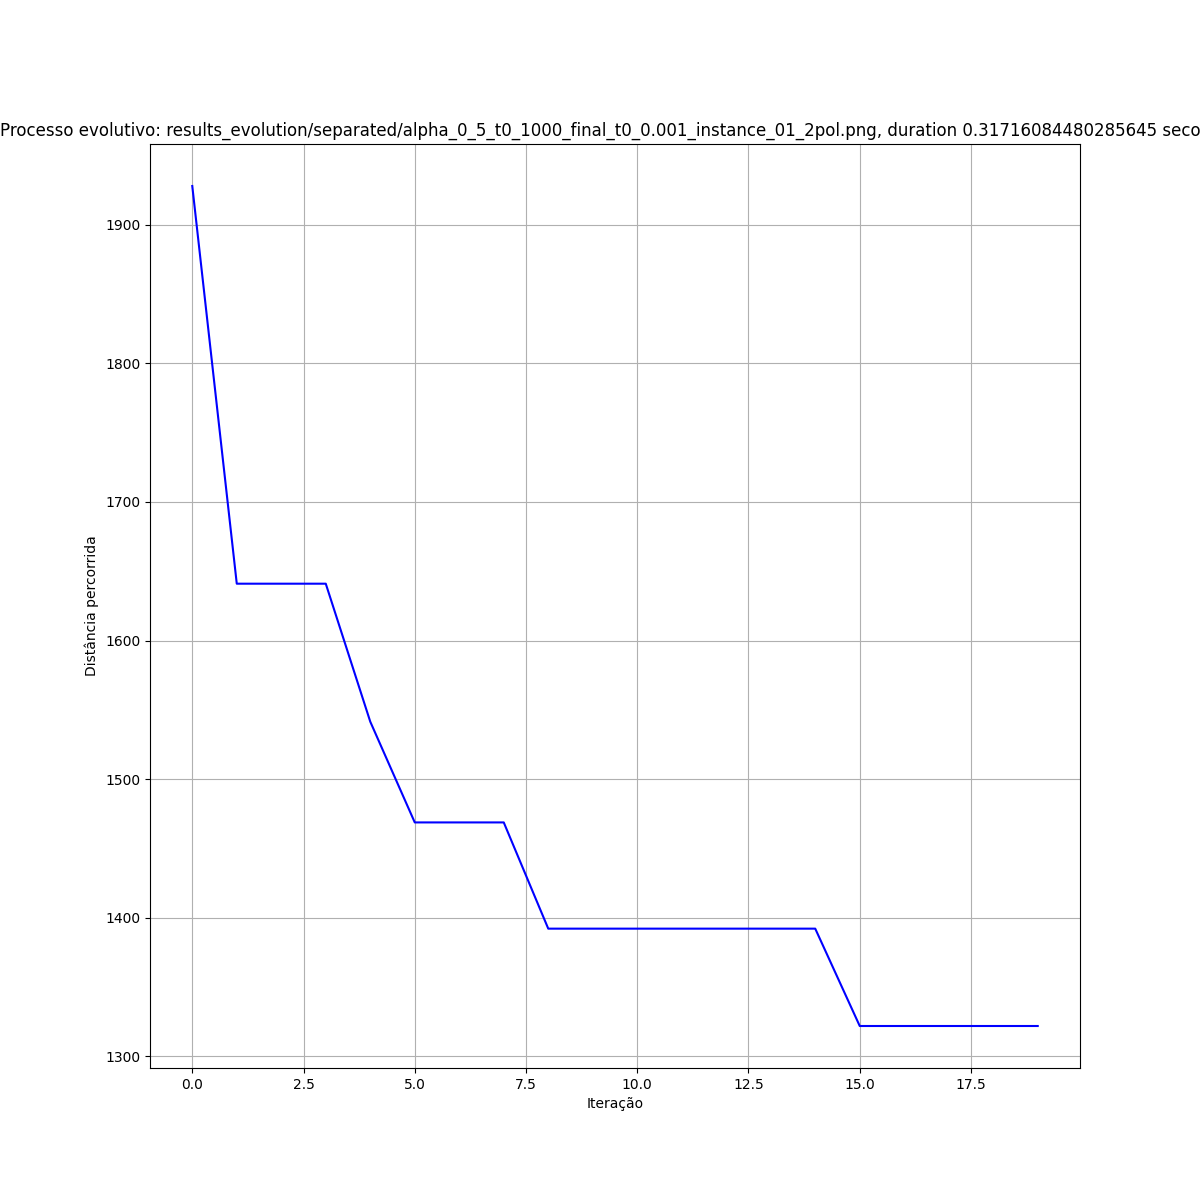 Processo evolutivo: results_evolution/separated/alpha_0_5_t0_1000_final_t0_0.001_instance_01_2pol.png, duration 0.31716084480285645 seco
1900
1800
1700
1600
1500
1400
1300
Distância percorrida
0.0 2.5 5.0 7.5 10.0 12.5 15.0 17.5
Iteração